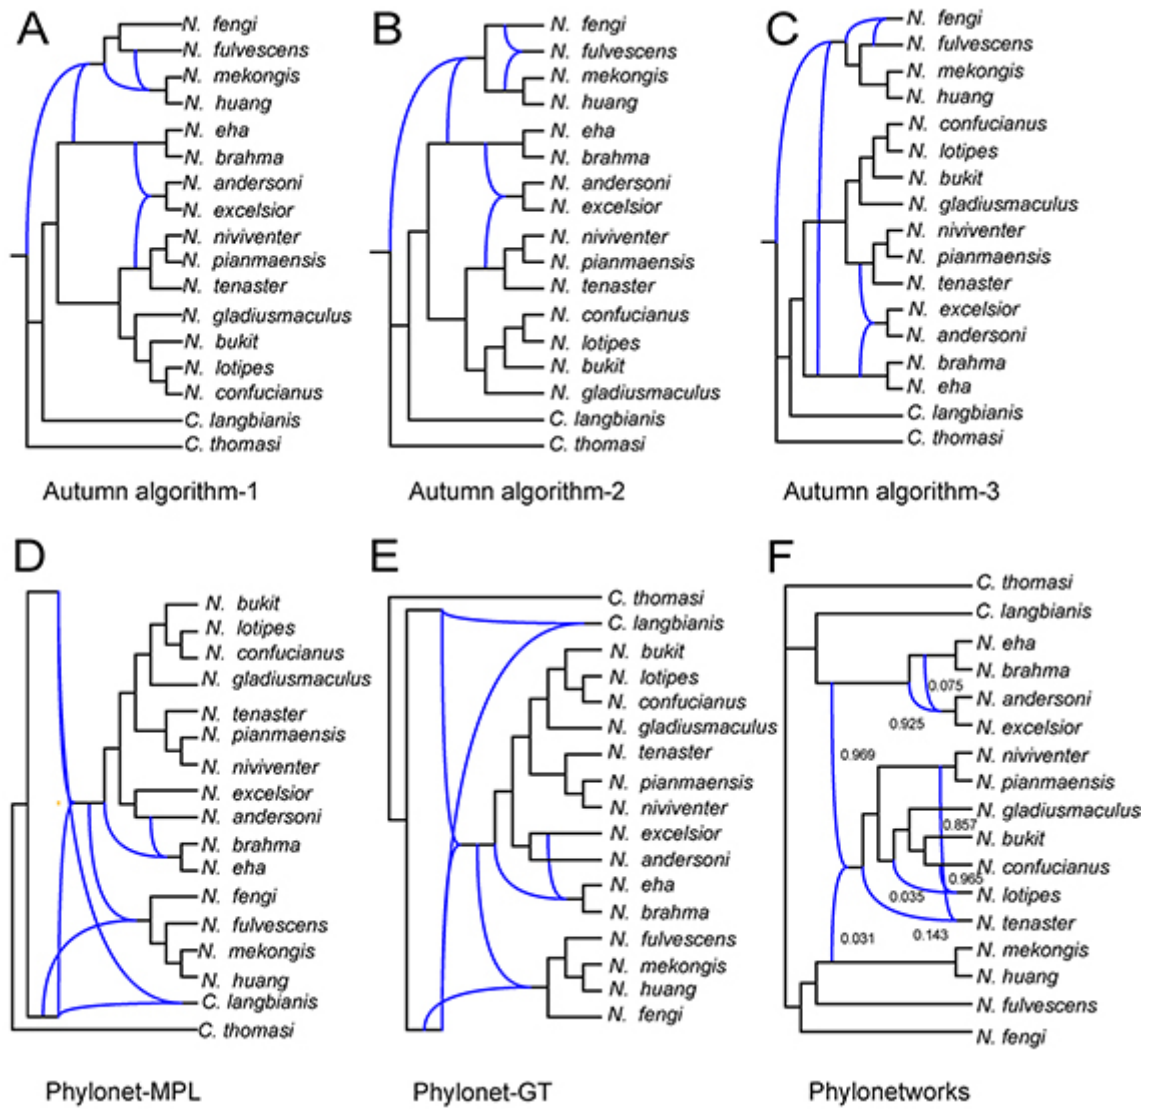 A
N. fengi
N. fulvescens
N. mekongis
N. huang
N. eha
N. brahma
N. andersoni
N. excelsior
N. niviventer
N. pianmaensis
N. tenaster
N. gladiusmaculus
N. bukit
N. lotipes
N. confucianus
C. langbianis
C. thomasi
Autumn algorithm-1
B
N. fengi
N. fulvescens
N. mekongis
N. huang
N. eha
N. brahma
N. andersoni
N. excelsior
N. niviventer
N. pianmaensis
N. tenaster
N. confucianus
N. lotipes
N. bukit
N. gladiusmaculus
C. langbianis
C. thomasi
Autumn algorithm-2
C
N. fengi
N. fulvescens
N. mekongis
N. huang
N. confucianus
N. lotipes
N. bukit
N. gladiusmaculus
N. niviventer
N. pianmaensis
N. tenaster
N. excelsior
N. andersoni
N. brahma
N. eha
C. langbianis
C. thomasi
Autumn algorithm-3
D
N. bukit
N. lotipes
N. confucianus
N. gladiusmaculus
N. tenaster
N. pianmaensis
N. niviventer
N. excelsior
N. andersoni
N. brahma
N. eha
N. fengi
N. fulvescens
N. mekongis
N. huang
C. langbianis
C. thomasi
Phylonet-MPL
E
C. thomasi
C. langbianis
N. bukit
N. lotipes
N. confucianus
N. gladiusmaculus
N. tenaster
N. pianmaensis
N. niviventer
N. excelsior
N. andersoni
N. eha
N. brahma
N. fulvescens
N. mekongis
N. huang
N. fengi
Phylonet-GT
F
C. thomasi
C. langbianis
N. eha
N. brahma
0.075
N. andersoni
0.925
N. excelsior
0.969
N. niviventer
N. pianmaensis
N. gladiusmaculus
0.857
N. bukit
N. confucianus
0.965
0.035
N. lotipes
N. tenaster
0.031
0.143
N. mekongis
N. huang
N. fulvescens
N. fengi
Phylonetworks